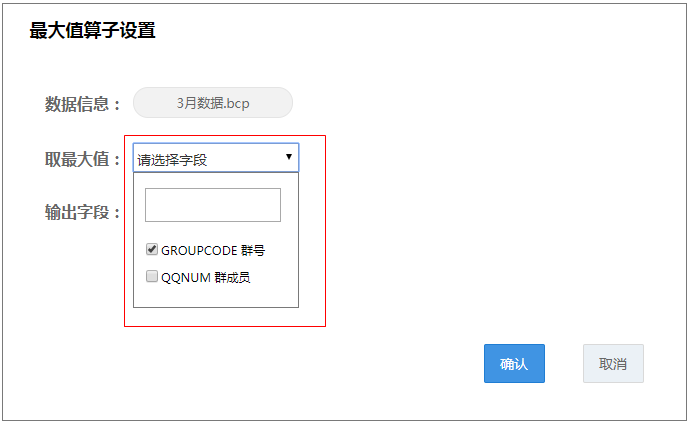 最大值算子设置
数据信息：
3月数据.bcp
取最大值：
请选择字段
输出字段：
GROUPCODE 群号
QQNUM 群成员
确认
取消